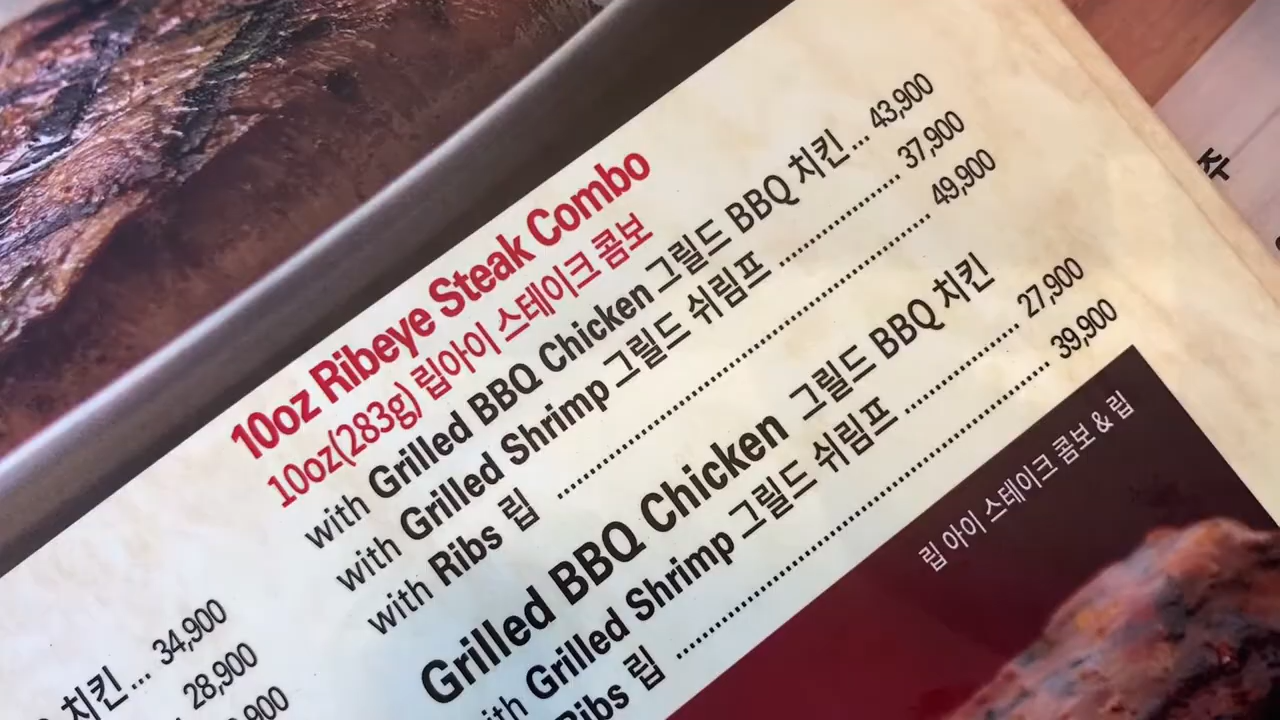 10oz Ribeye Steak Combo
10oz(283g) 립아이 스테이크 콤보
with Grilled BBQ Chicken 그릴드 BBQ 치킨... 43,900
with Grilled Shrimp 그릴드 쉬림프 .................. 37,900
with Ribs 립 ........................................................ 49,900
Grilled BBQ Chicken 그릴드 BBQ 치킨
with Grilled Shrimp 그릴드 쉬림프 ................. 27,900
Ribs 립 ........................................................ 39,900
립 아이 스테이크 콤보 & 립
치킨... 34,900
28,900
주